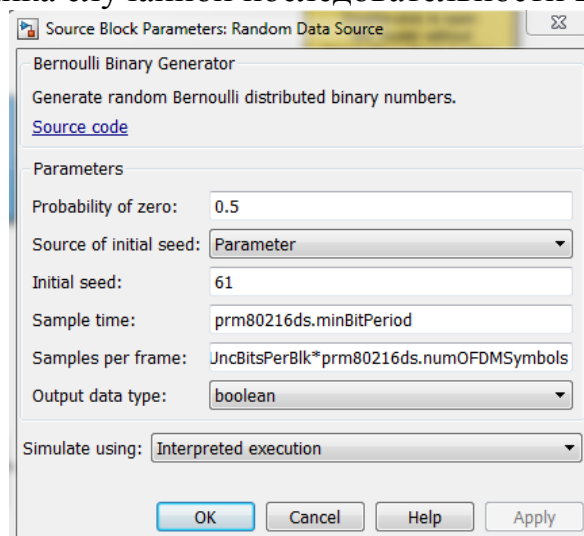 случайной последовательности
Source Block Parameters: Random Data Source
Bernoulli Binary Generator
Generate random Bernoulli distributed binary numbers.
Source code
Parameters
Probability of zero: 0.5
Source of initial seed: Parameter
Initial seed: 61
Sample time: prm80216ds.minBitPeriod
Samples per frame: UncBitsPerBlk*prm80216ds.numOFDMSymbols
Output data type: boolean
Simulate using: Interpreted execution
OK Cancel Help Apply